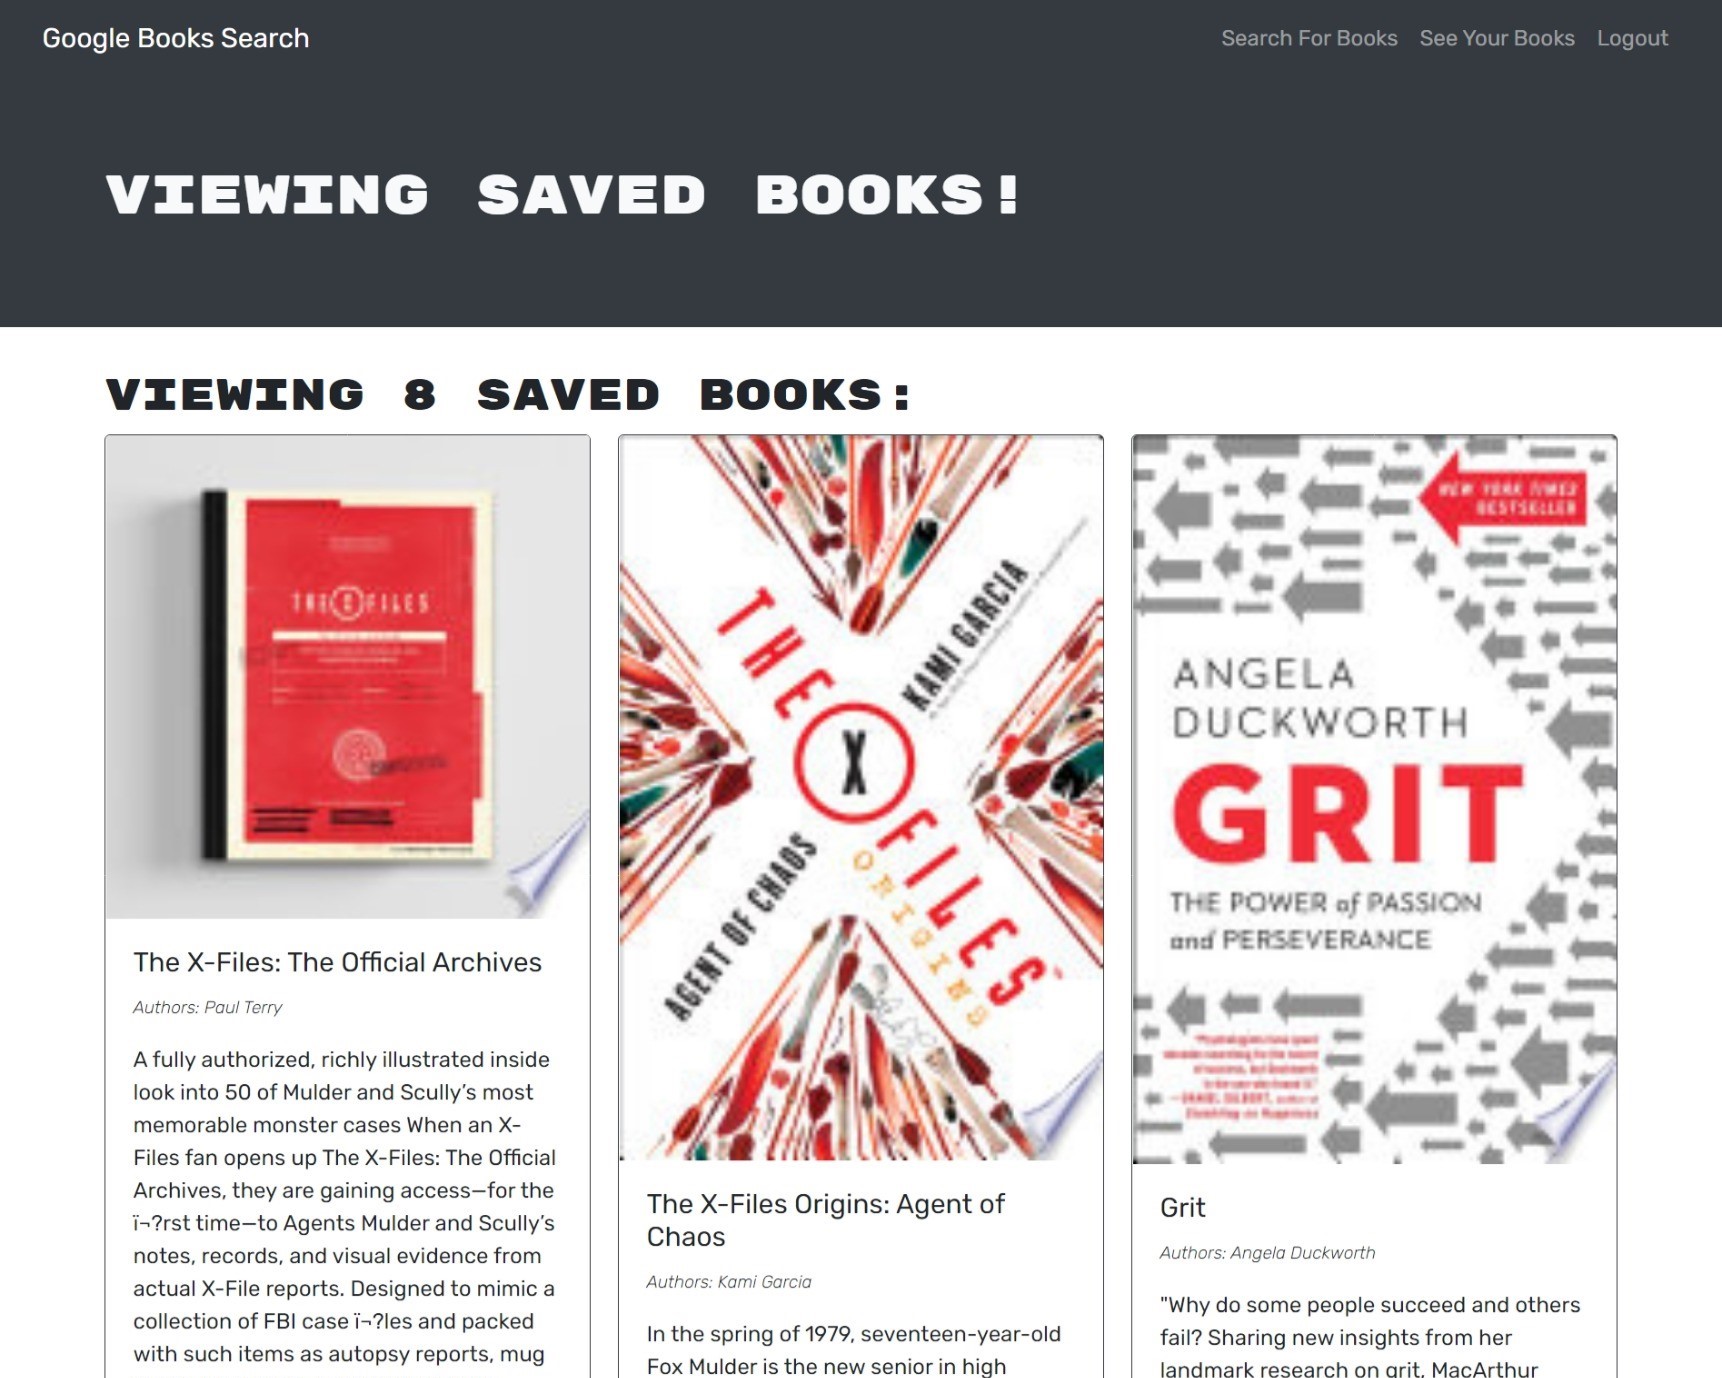 Google Books Search
Search For Books See Your Books Logout
VIEWING SAVED BOOKS!
VIEWING 8 SAVED BOOKS:
THE X FILES
The X-Files: The Official Archives
Authors: Paul Terry
A fully authorized, richly illustrated inside
look into 50 of Mulder and Scully’s most
memorable monster cases When an X-
Files fan opens up The X-Files: The Official
Archives, they are gaining access—for the
ï¬?rst time—to Agents Mulder and Scully’s
notes, records, and visual evidence from
actual X-File reports. Designed to mimic a
collection of FBI case ï¬?les and packed
with such items as autopsy reports, mug
THE X FILES
ORIGINS
KAMI GARCIA
AGENT OF CHAOS
The X-Files Origins: Agent of
Chaos
Authors: Kami Garcia
In the spring of 1979, seventeen-year-old
Fox Mulder is the new senior in high
NEW YORK TIMES
BESTSELLER
ANGELA
DUCKWORTH
GRIT
THE POWER of PASSION
and PERSEVERANCE
Grit
Authors: Angela Duckworth
"Why do some people succeed and others
fail? Sharing new insights from her
landmark research on grit, MacArthur